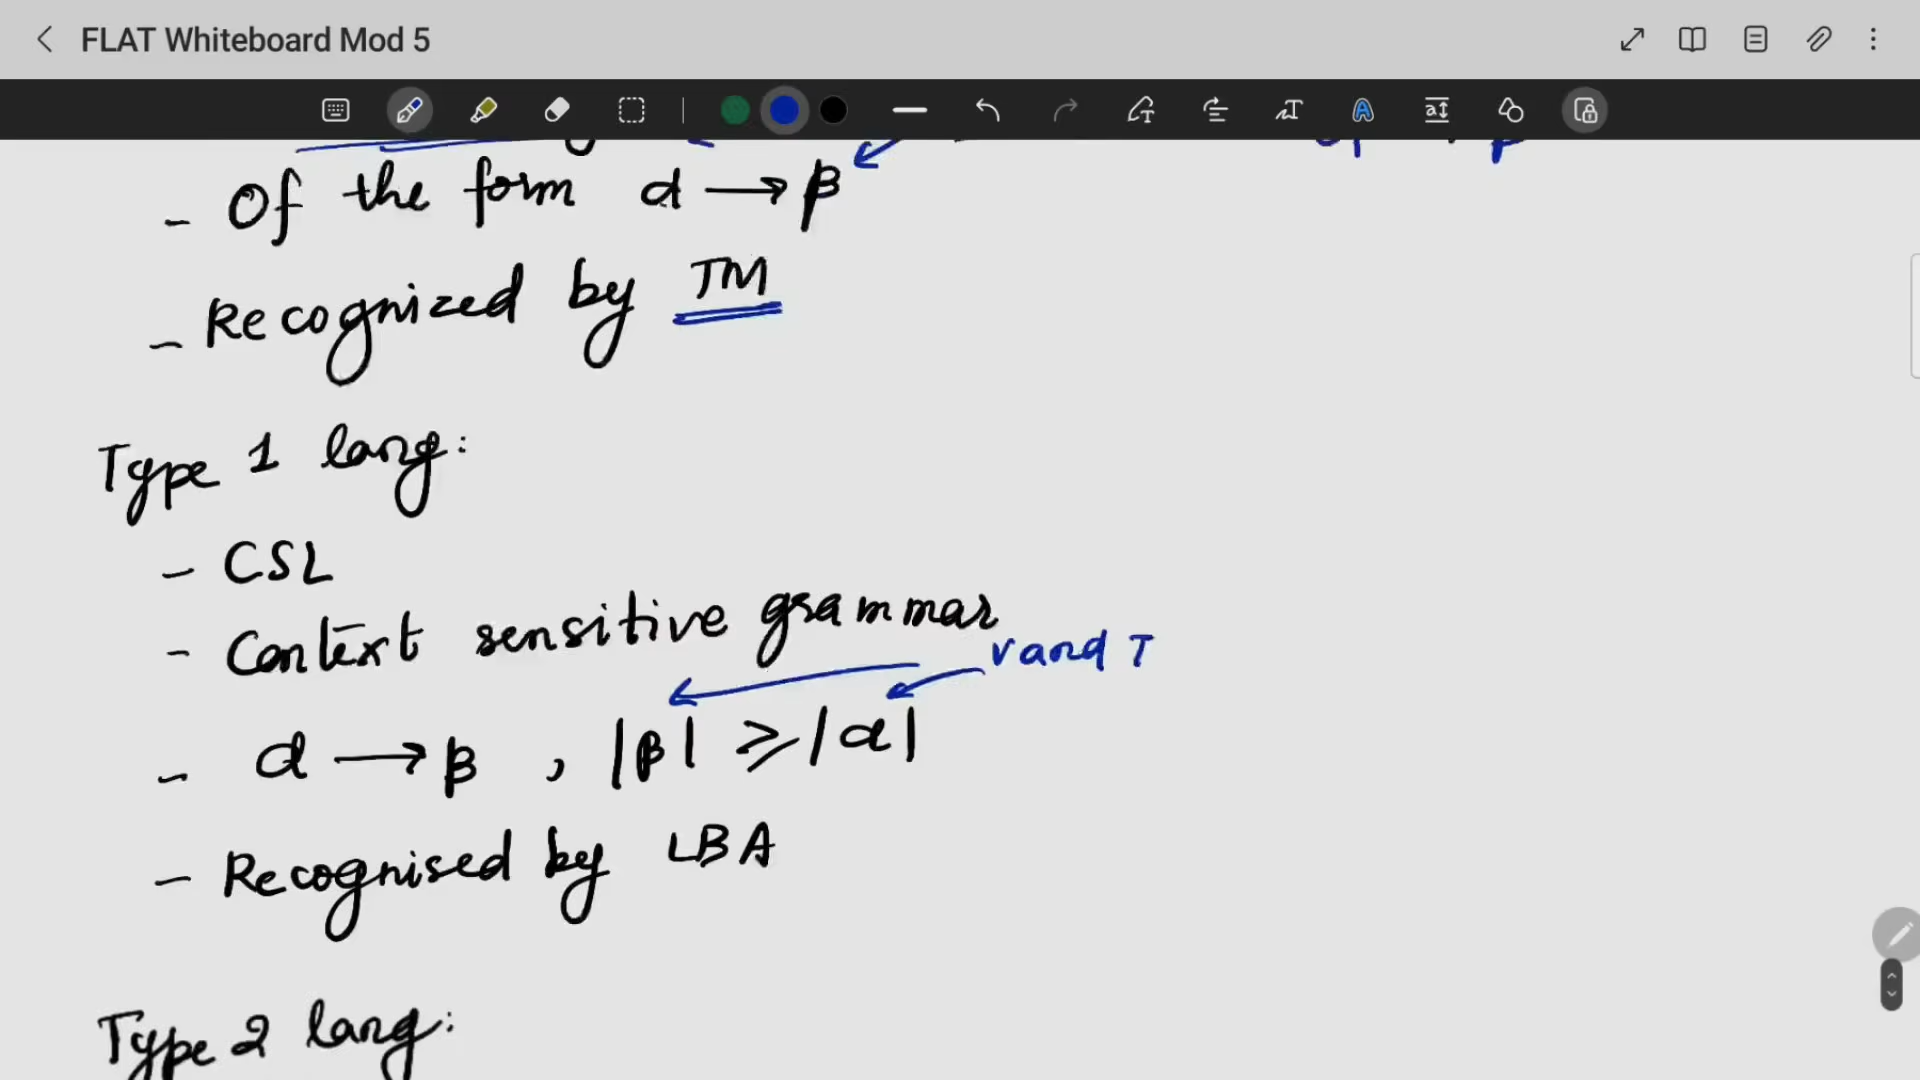 FLAT Whiteboard Mod 5
- Of the form α → β
- Recognized by TM
Type 1 lang:
- CSL
- Context sensitive grammar
V and T
- α → β , |β| ≥ |α|
- Recognised by LBA
Type 2 lang: